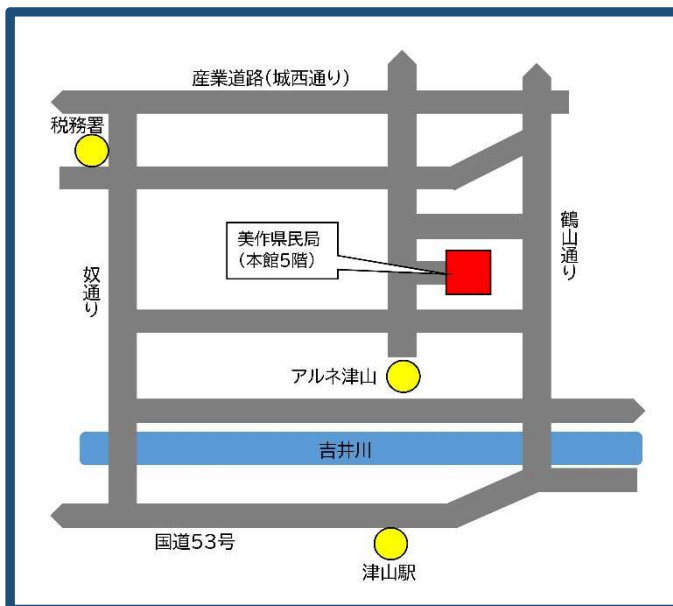 産業道路(城西通り)
税務署
美作県民局
(本館5階)
鶴山通り
奴通り
アルネ津山
吉井川
国道53号
津山駅